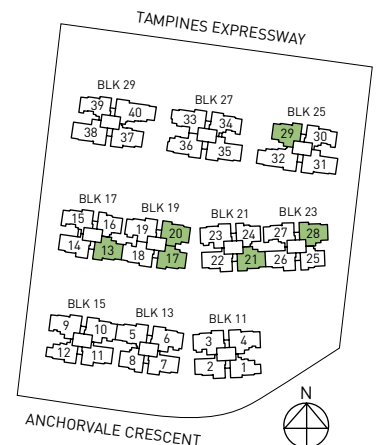 TAMPINES EXPRESSWAY
BLK 29
39 40
38 37
BLK 27
33 34
36 35
BLK 25
29 30
32 31
BLK 17
15 16
14 13
BLK 19
19 20
18 17
BLK 21
23 24
22 21
BLK 23
27 28
26 25
BLK 15
9 10
12 11
BLK 13
5 6
8 7
BLK 11
3 4
2 1
N
ANCHORVALE CRESCENT